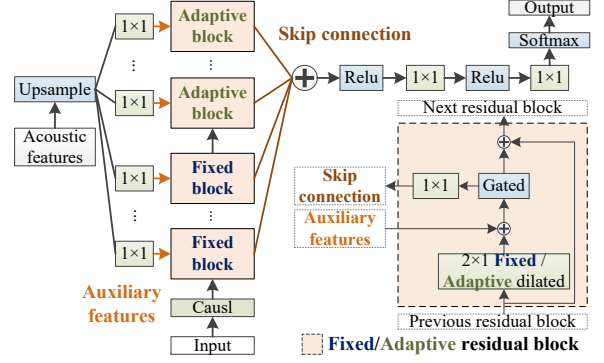 Output
Softmax
1×1
Adaptive
block
Skip connection
...
...
Upsample
1×1
Adaptive
block
Relu
1×1
Relu
1×1
Acoustic
features
Next residual block
1×1
Fixed
block
Skip
connection
1×1
Gated
...
...
Auxiliary
features
1×1
Fixed
block
2×1 Fixed /
Adaptive dilated
Auxiliary
features
Causl
Previous residual block
Input
Fixed/Adaptive residual block